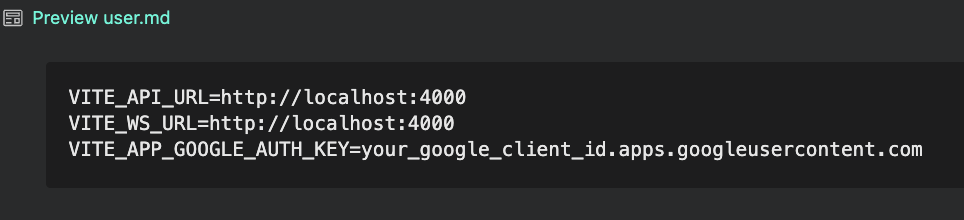 Preview user.md
VITE_API_URL=http://localhost:4000
VITE_WS_URL=http://localhost:4000
VITE_APP_GOOGLE_AUTH_KEY=your_google_client_id.apps.googleusercontent.com